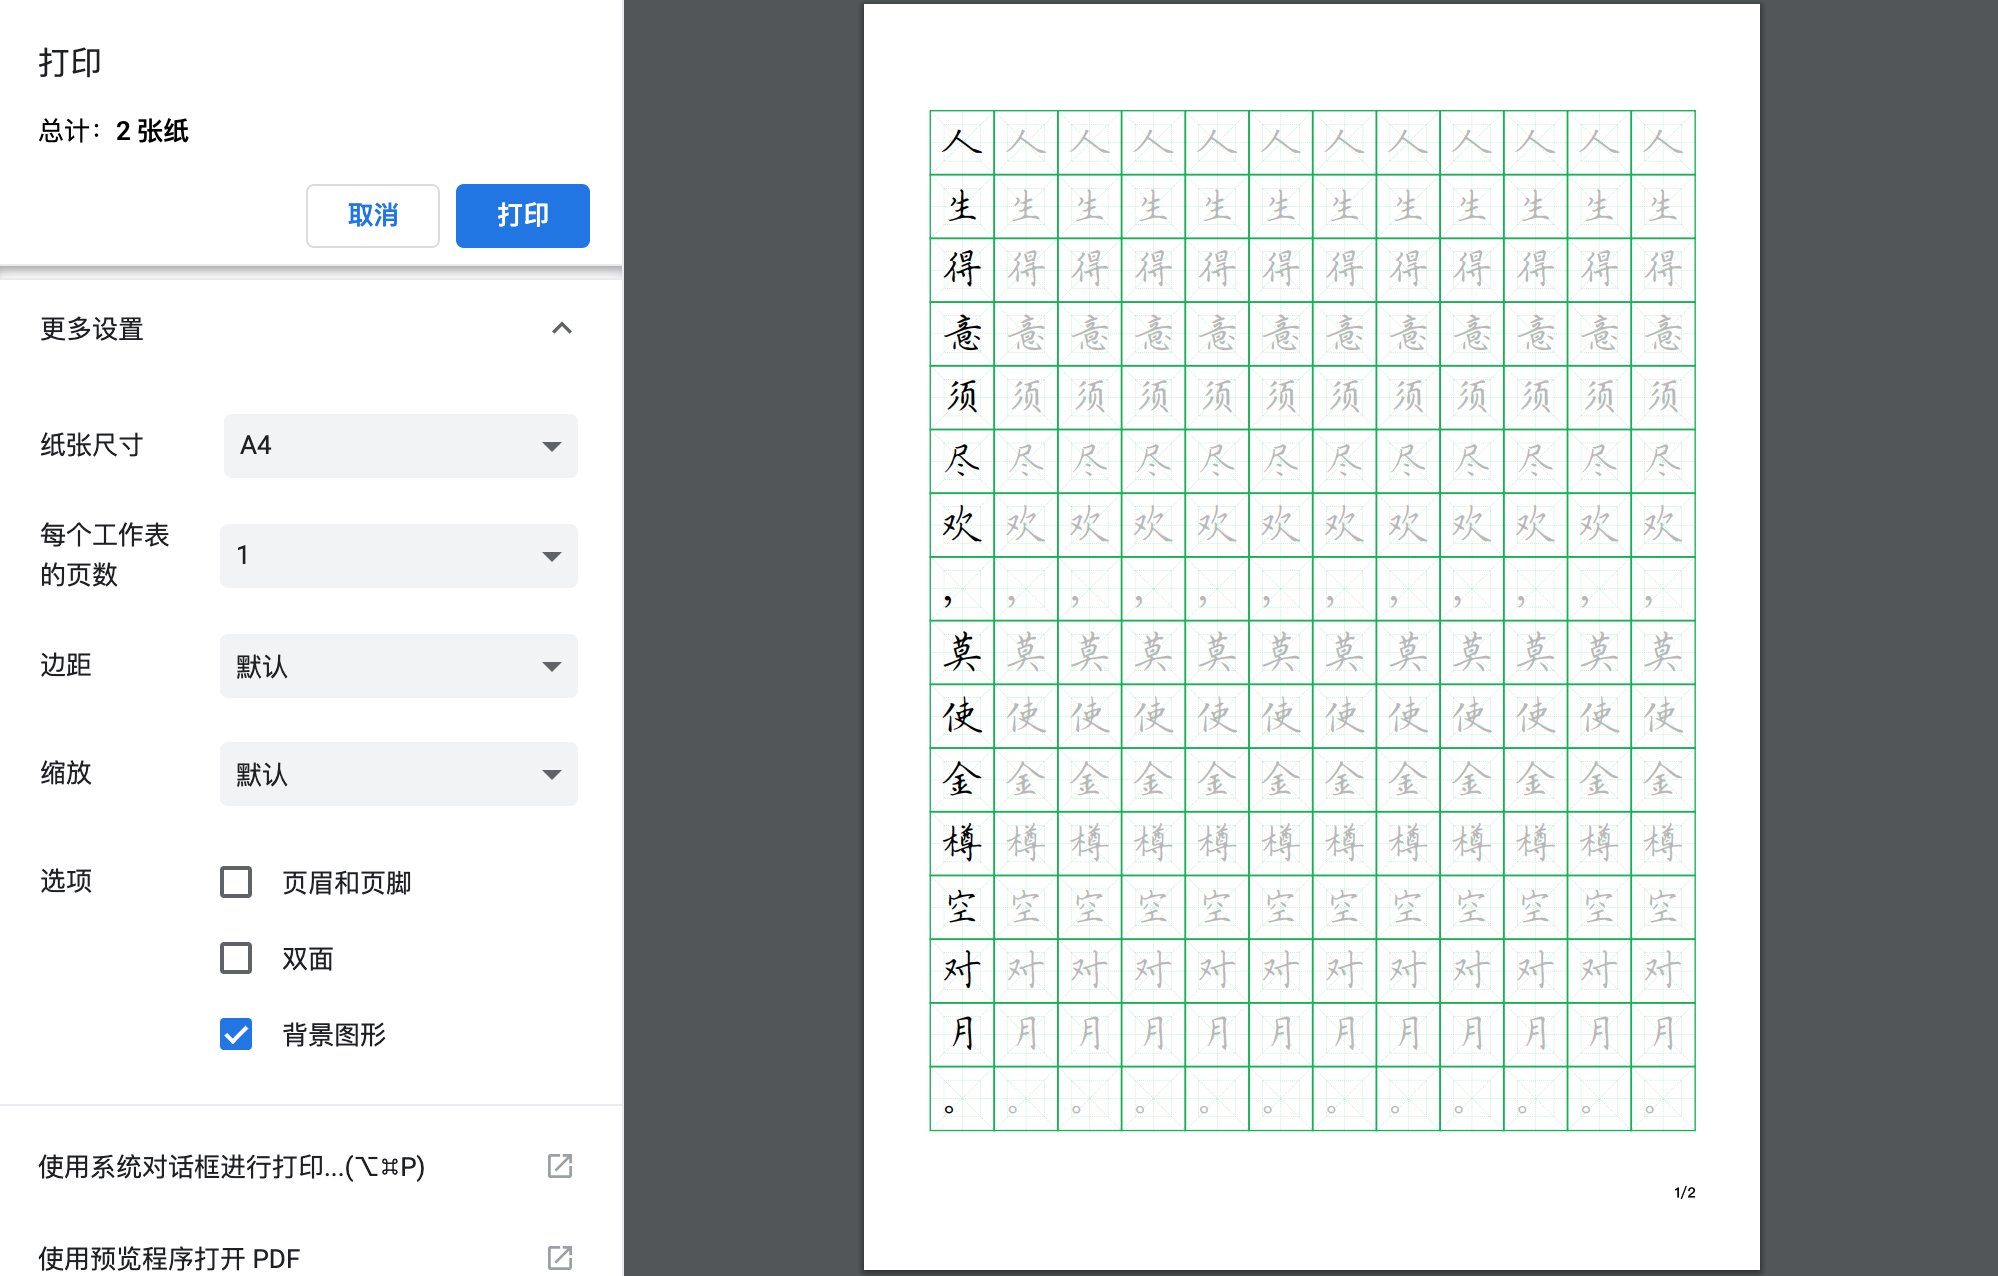 打印
总计：2 张纸
取消 打印
更多设置
纸张尺寸 A4
每个工作表
的页数 1
边距 默认
缩放 默认
选项 页眉和页脚
双面
背景图形
使用系统对话框进行打印...(⌥⌘P)
使用预览程序打开 PDF
人人人人人人人人人人人人
生生生生生生生生生生生生
得得得得得得得得得得得得
意意意意意意意意意意意意
须须须须须须须须须须须须
尽尽尽尽尽尽尽尽尽尽尽尽
欢欢欢欢欢欢欢欢欢欢欢欢
，，，，，，，，，，，，
莫莫莫莫莫莫莫莫莫莫莫莫
使使使使使使使使使使使使
金金金金金金金金金金金金
樽樽樽樽樽樽樽樽樽樽樽樽
空空空空空空空空空空空空
对对对对对对对对对对对对
月月月月月月月月月月月月
。。。。。。。。。。。。
1/2